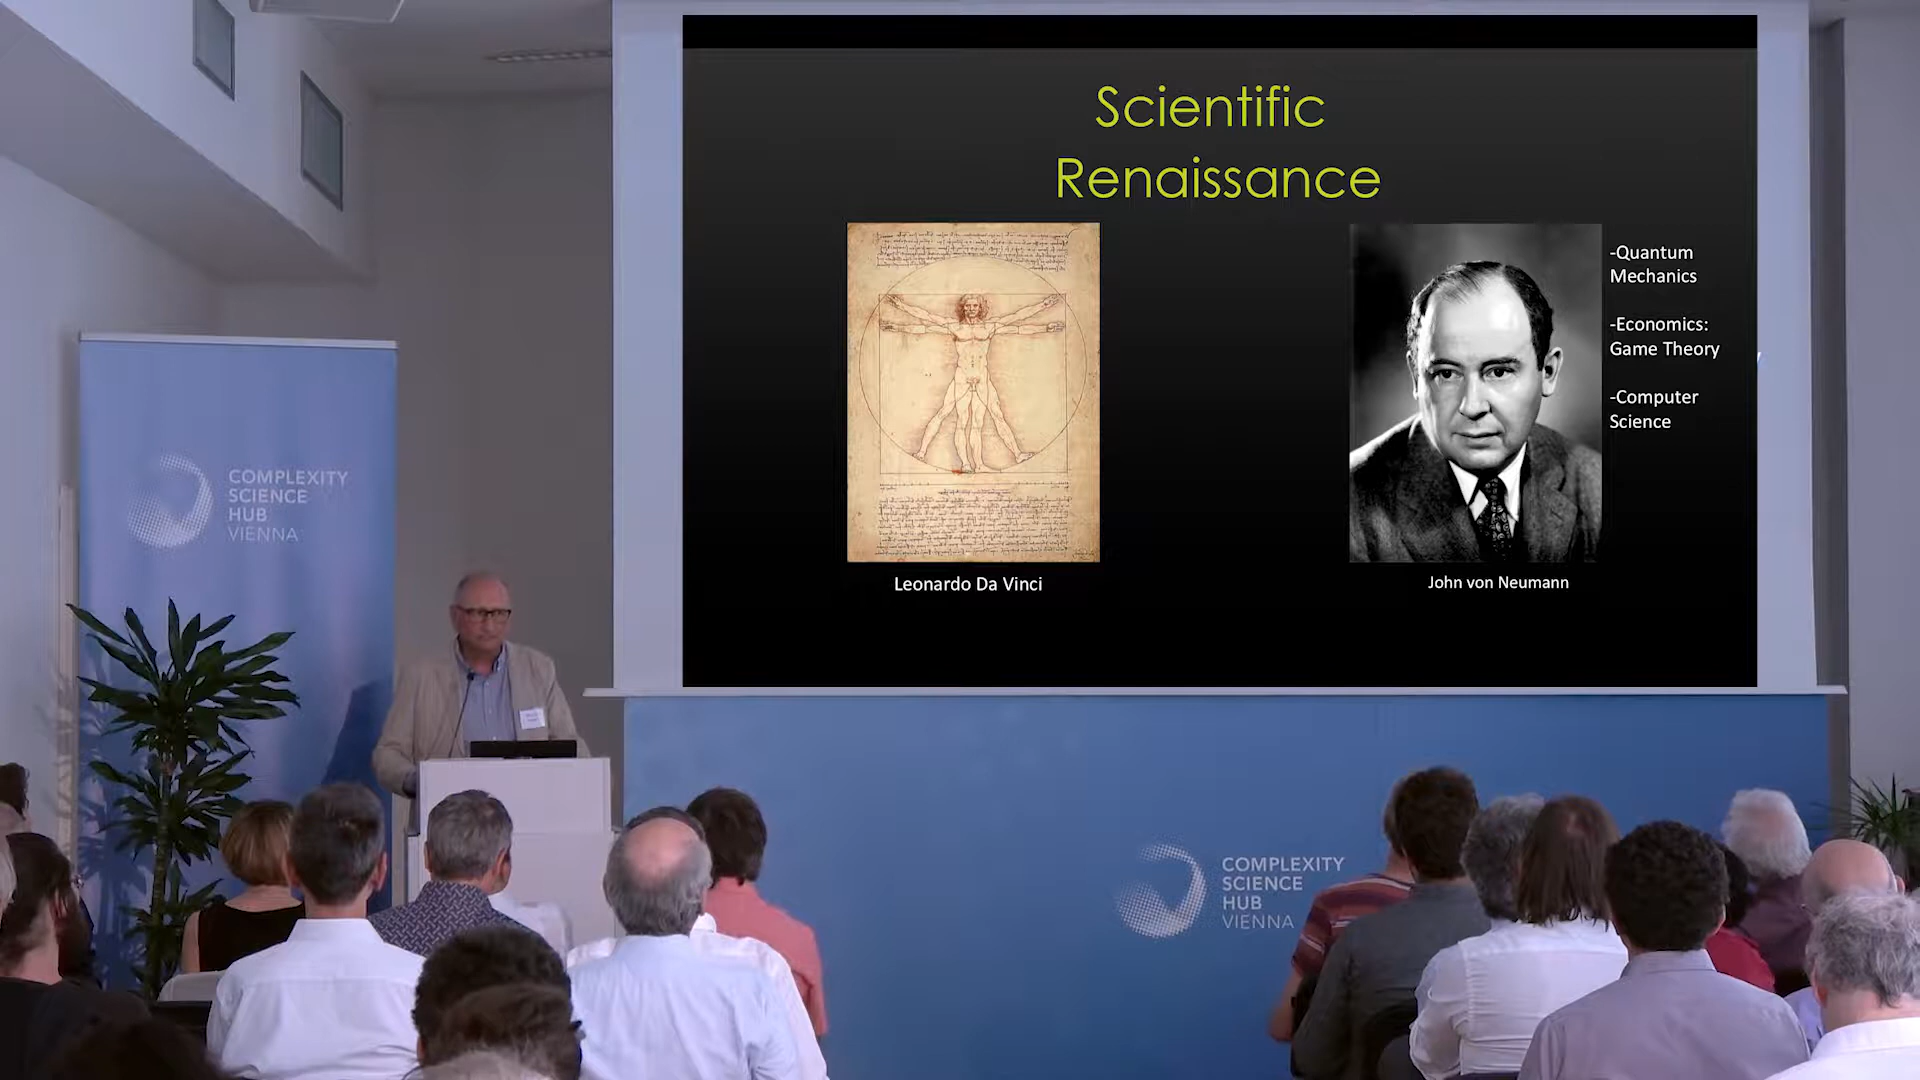 Scientific
Renaissance
-Quantum
Mechanics
-Economics:
Game Theory
-Computer
Science
Leonardo Da Vinci
John von Neumann
COMPLEXITY
SCIENCE
HUB
VIENNA
COMPLEXITY
SCIENCE
HUB
VIENNA